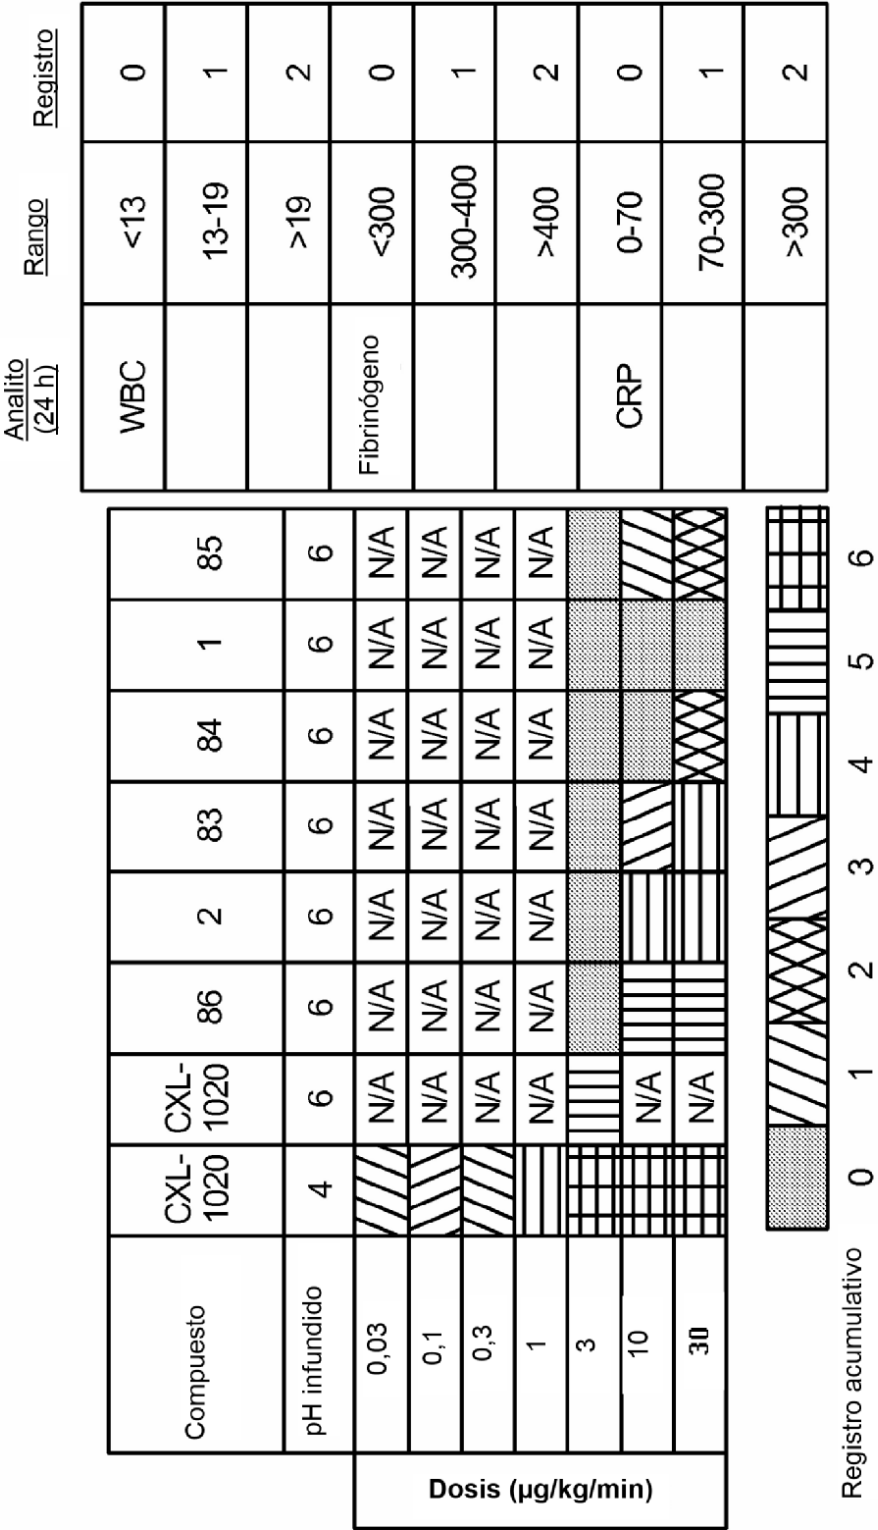 Compuesto CXL-1020 CXL-1020 86 2 83 84 1 85
pH infundido 4 6 6 6 6 6 6 6
Dosis (µg/kg/min)
0,03 N/A N/A N/A N/A N/A N/A N/A
0,1 N/A N/A N/A N/A N/A N/A N/A
0,3 N/A N/A N/A N/A N/A N/A N/A
1 N/A N/A N/A N/A N/A N/A N/A
3
10 N/A
30 N/A
Registro acumulativo
0 1 2 3 4 5 6
Analito
(24 h)
Rango Registro
WBC <13 0
13-19 1
>19 2
Fibrinógeno <300 0
300-400 1
>400 2
CRP 0-70 0
70-300 1
>300 2